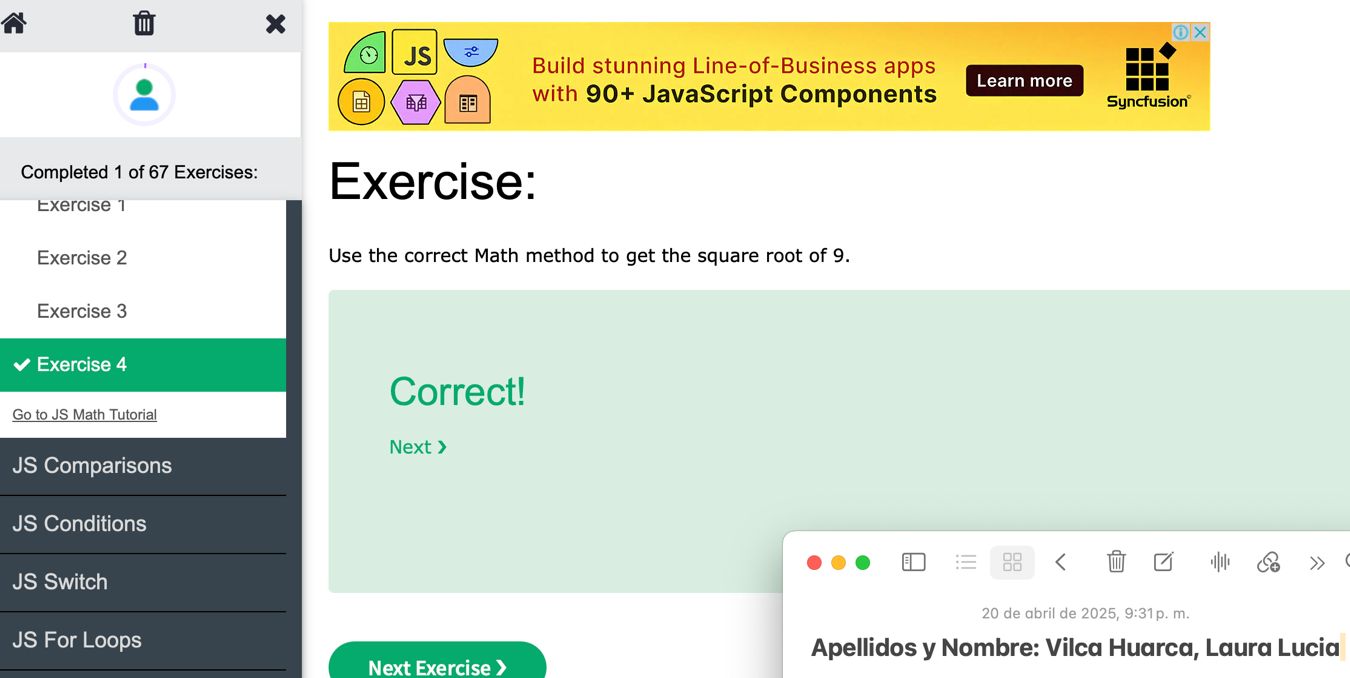 Completed 1 of 67 Exercises:
Exercise 1
Exercise 2
Exercise 3
Exercise 4
Go to JS Math Tutorial
JS Comparisons
JS Conditions
JS Switch
JS For Loops
JS
Build stunning Line-of-Business apps
with 90+ JavaScript Components
Learn more
Syncfusion
Exercise:
Use the correct Math method to get the square root of 9.
Correct!
Next ❯
Next Exercise ❯
20 de abril de 2025, 9:31 p. m.
Apellidos y Nombre: Vilca Huarca, Laura Lucia